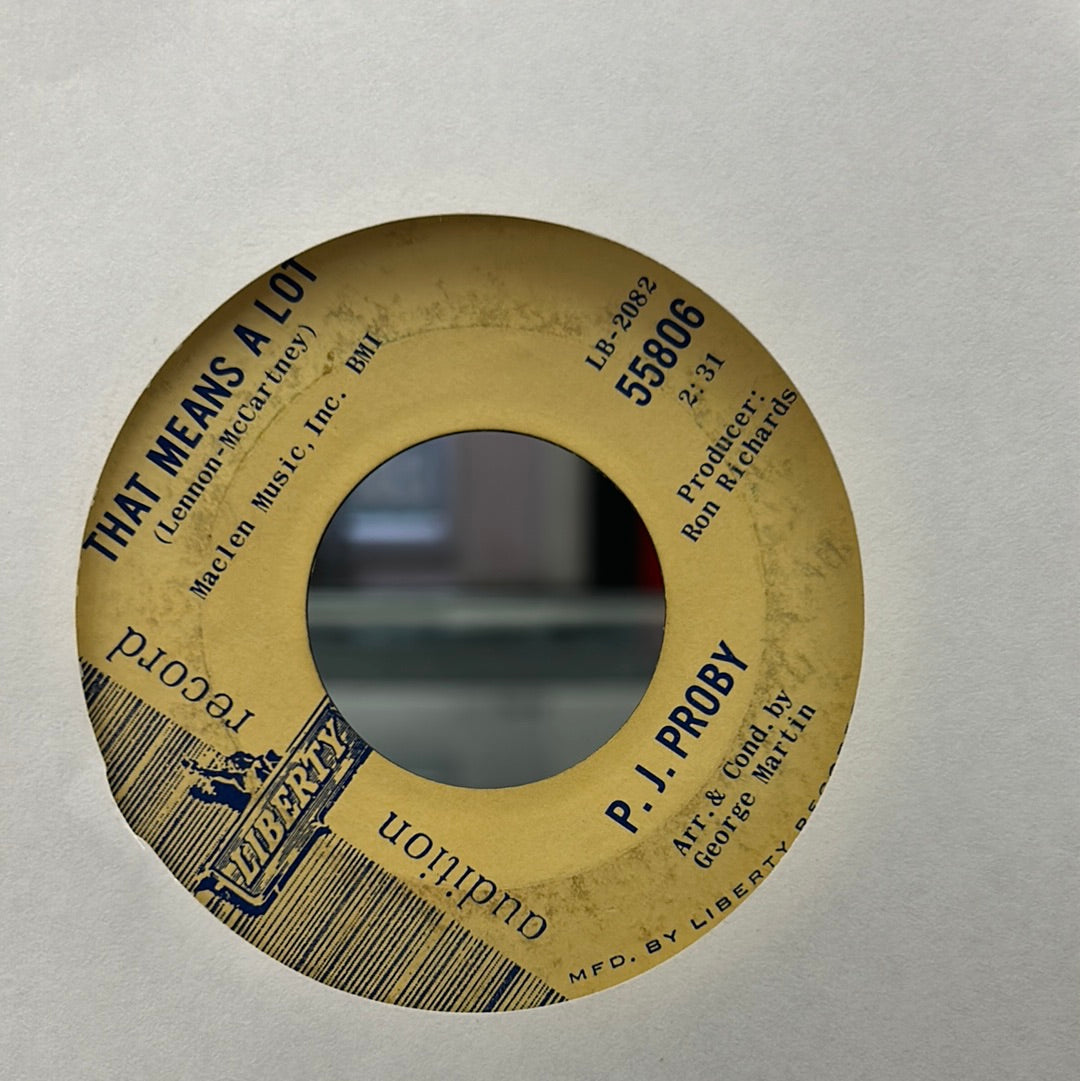 THAT MEANS A LOT
(Lennon-McCartney)
Maclen Music, Inc. BMI
LB-2082
55806
2:31
Producer:
Ron Richards
record
LIBERTY
audition
P. J. PROBY
Arr. & Cond. by
George Martin
MFD. BY LIBERTY